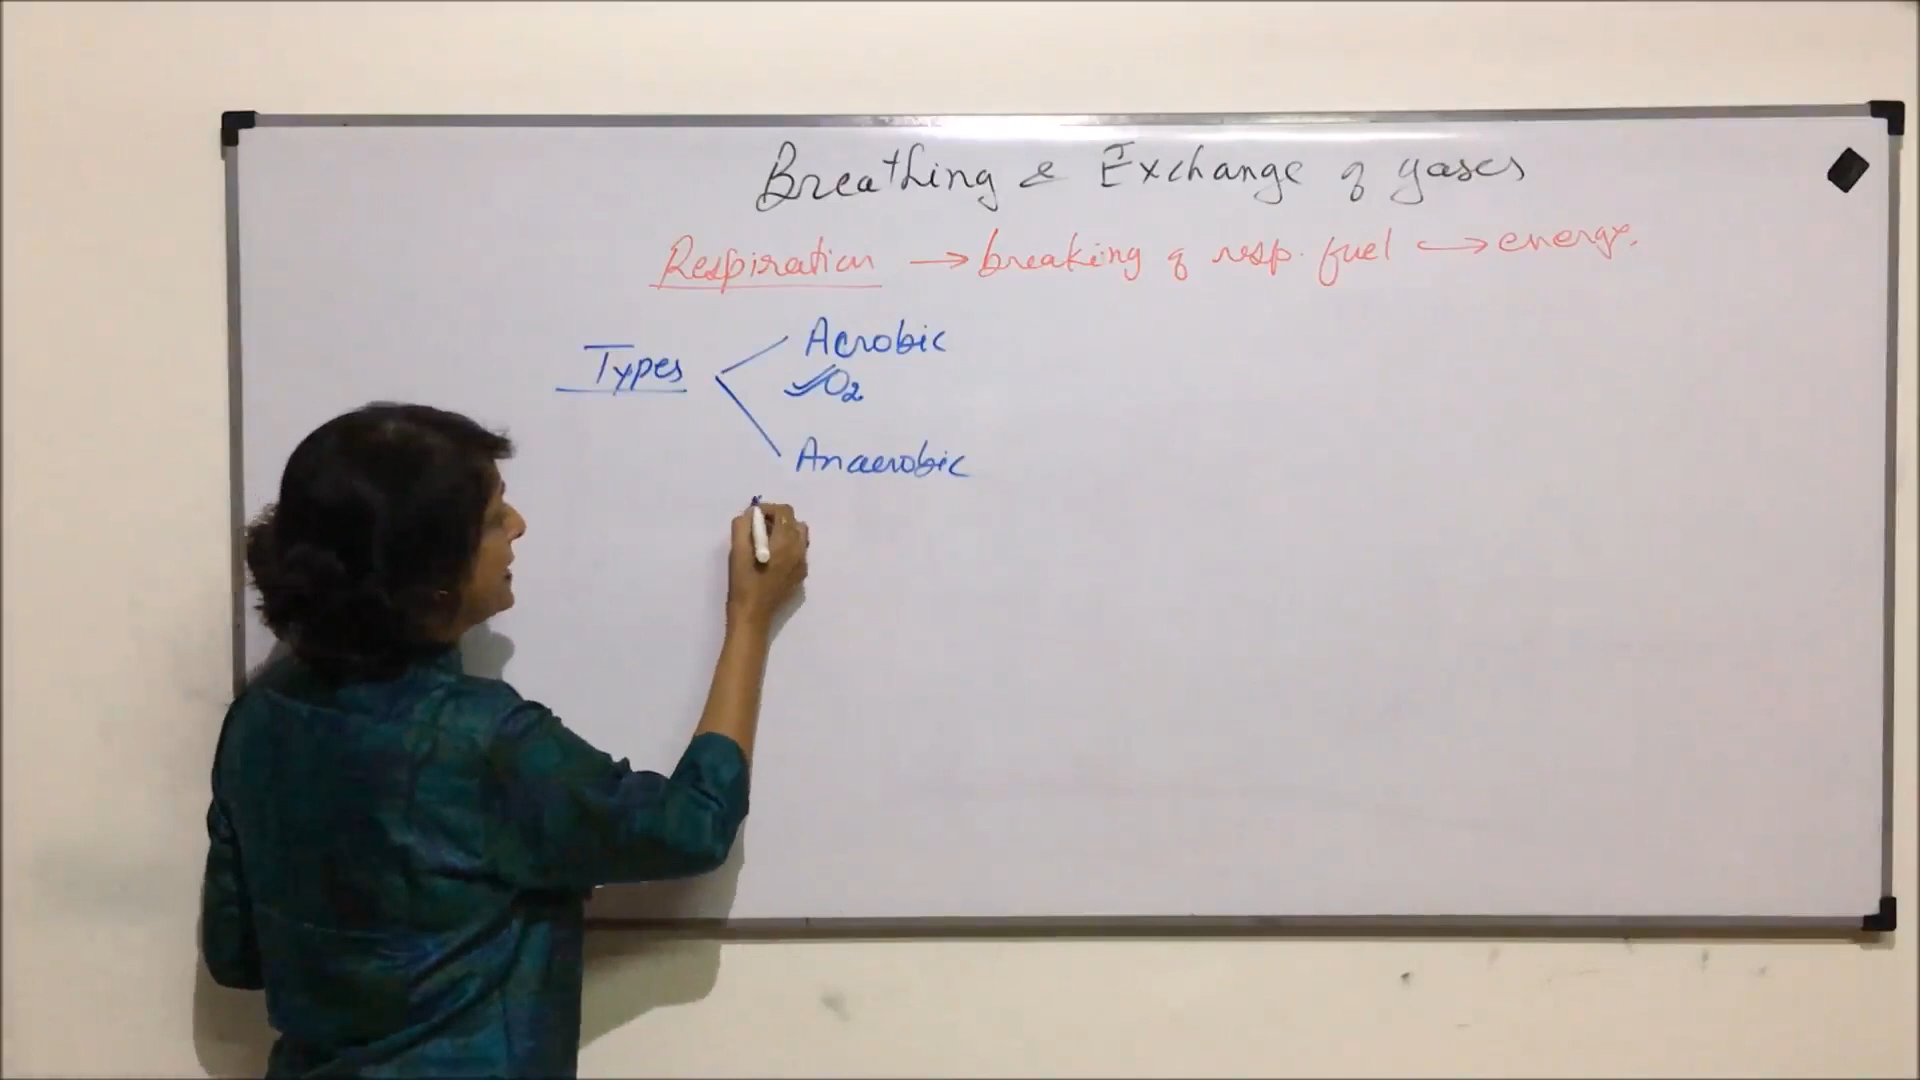 Breathing & Exchange of gases
Respiration → breaking of resp. fuel → energy.
Types
Aerobic
✓O₂
Anaerobic